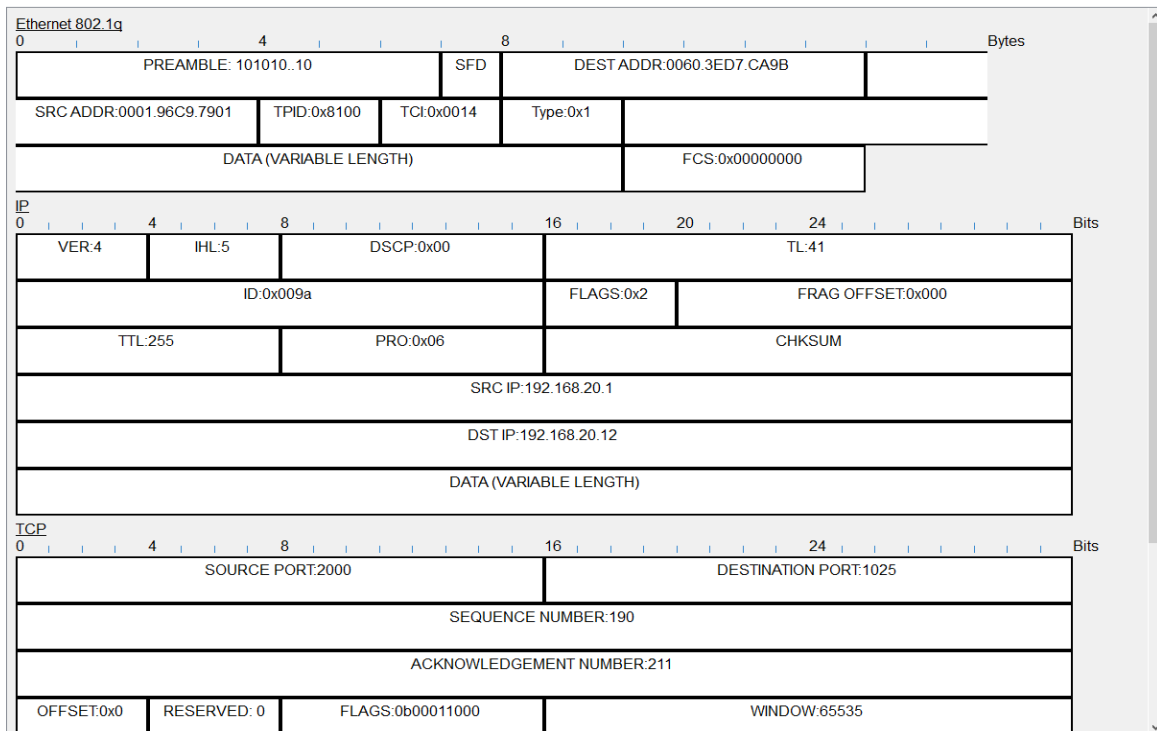 Ethernet 802.1q
0 4 8 Bytes
PREAMBLE: 101010..10 SFD DEST ADDR:0060.3ED7.CA9B
SRC ADDR:0001.96C9.7901 TPID:0x8100 TCI:0x0014 Type:0x1
DATA (VARIABLE LENGTH) FCS:0x00000000
IP
0 4 8 16 20 24 Bits
VER:4 IHL:5 DSCP:0x00 TL:41
ID:0x009a FLAGS:0x2 FRAG OFFSET:0x000
TTL:255 PRO:0x06 CHKSUM
SRC IP:192.168.20.1
DST IP:192.168.20.12
DATA (VARIABLE LENGTH)
TCP
0 4 8 16 24 Bits
SOURCE PORT:2000 DESTINATION PORT:1025
SEQUENCE NUMBER:190
ACKNOWLEDGEMENT NUMBER:211
OFFSET:0x0 RESERVED: 0 FLAGS:0b00011000 WINDOW:65535